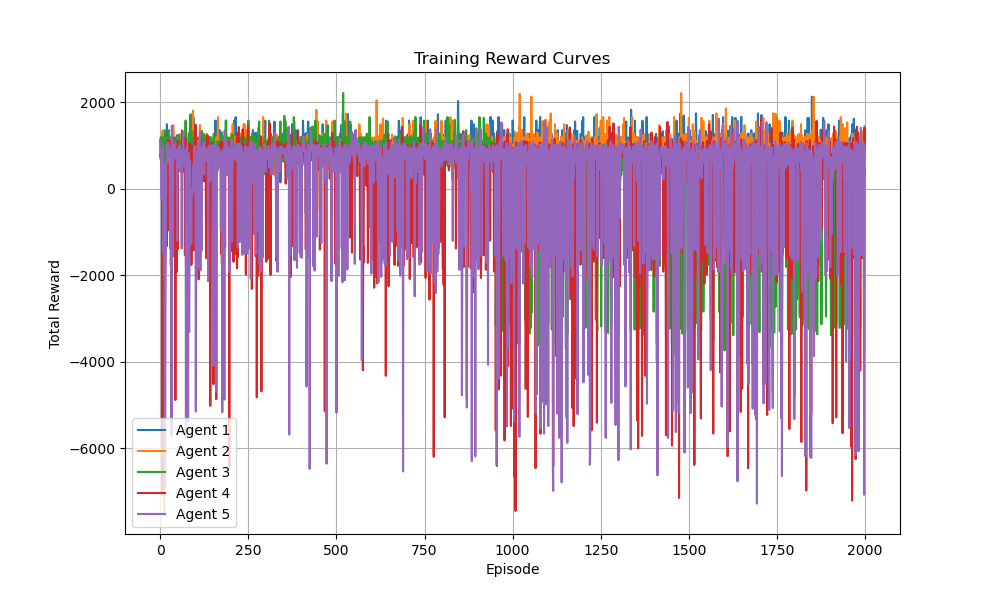 Training Reward Curves
Total Reward
2000
0
−2000
−4000
−6000
Agent 1
Agent 2
Agent 3
Agent 4
Agent 5
0 250 500 750 1000 1250 1500 1750 2000
Episode